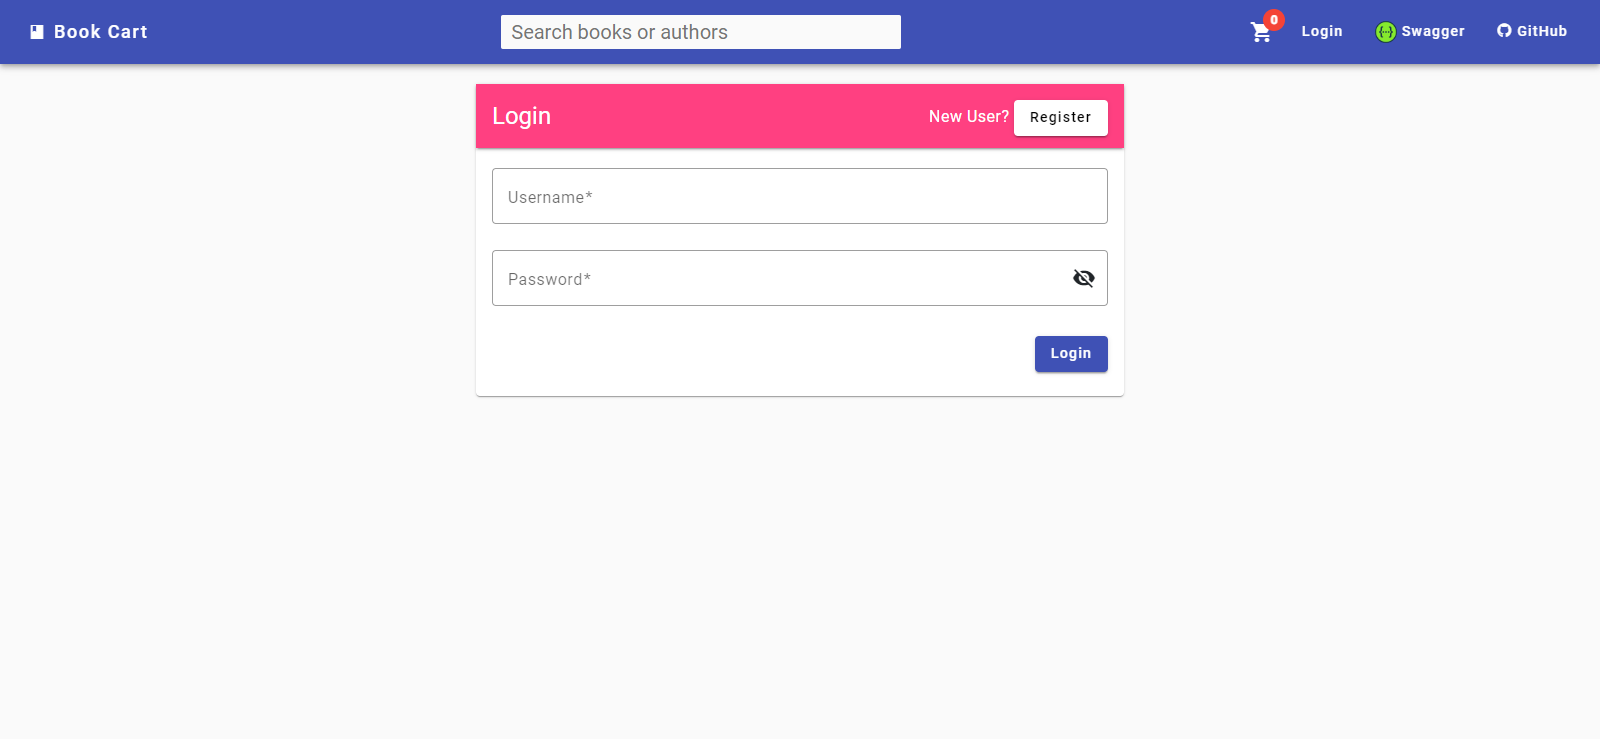 Book Cart
Search books or authors
0
Login
Swagger
GitHub
Login
New User? Register
Username*
Password*
Login